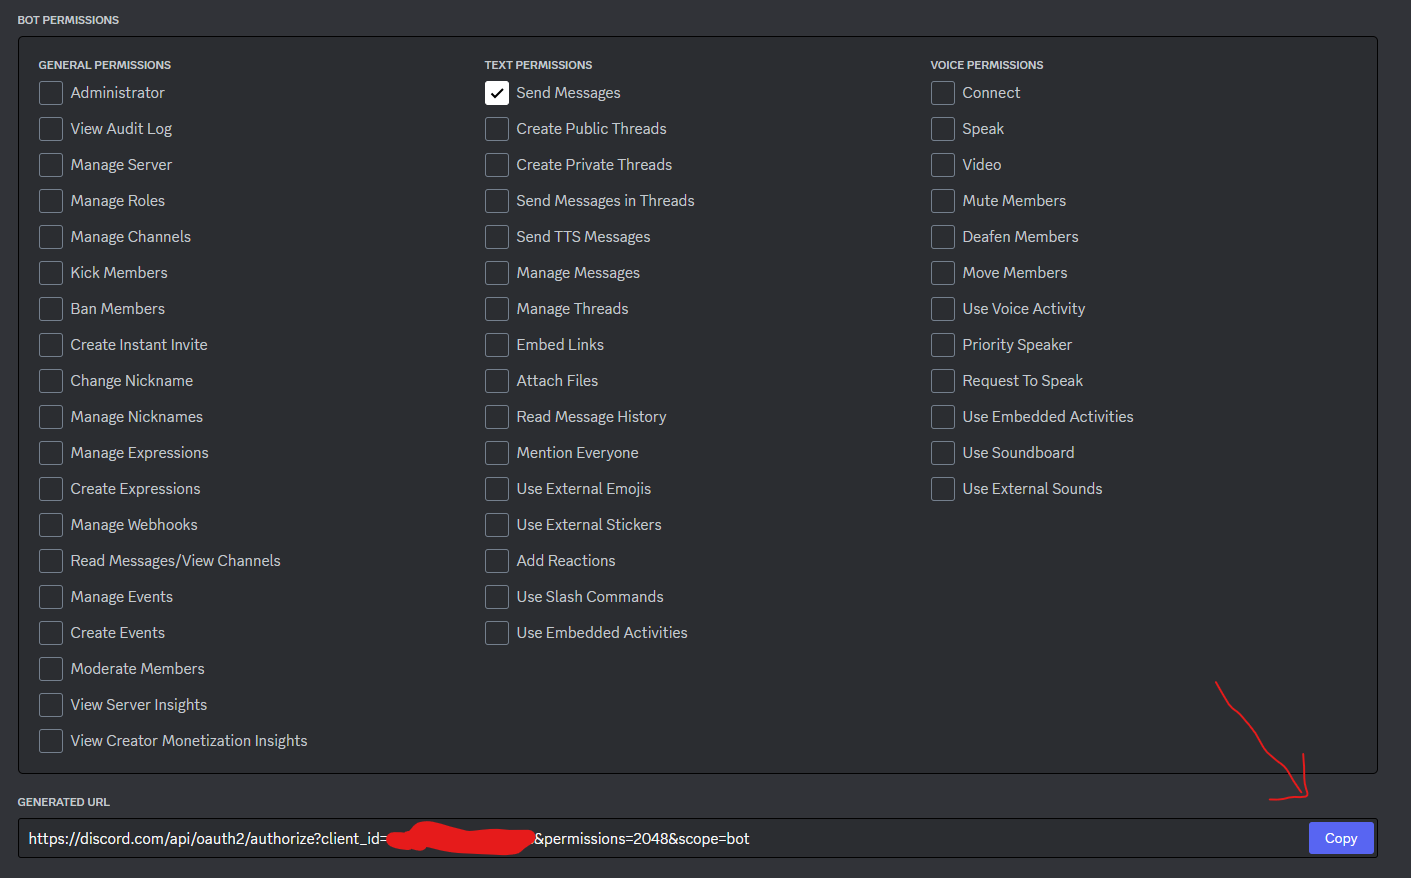 BOT PERMISSIONS
GENERAL PERMISSIONS
Administrator
View Audit Log
Manage Server
Manage Roles
Manage Channels
Kick Members
Ban Members
Create Instant Invite
Change Nickname
Manage Nicknames
Manage Expressions
Create Expressions
Manage Webhooks
Read Messages/View Channels
Manage Events
Create Events
Moderate Members
View Server Insights
View Creator Monetization Insights
TEXT PERMISSIONS
Send Messages
Create Public Threads
Create Private Threads
Send Messages in Threads
Send TTS Messages
Manage Messages
Manage Threads
Embed Links
Attach Files
Read Message History
Mention Everyone
Use External Emojis
Use External Stickers
Add Reactions
Use Slash Commands
Use Embedded Activities
VOICE PERMISSIONS
Connect
Speak
Video
Mute Members
Deafen Members
Move Members
Use Voice Activity
Priority Speaker
Request To Speak
Use Embedded Activities
Use Soundboard
Use External Sounds
GENERATED URL
https://discord.com/api/oauth2/authorize?client_id= &permissions=2048&scope=bot
Copy